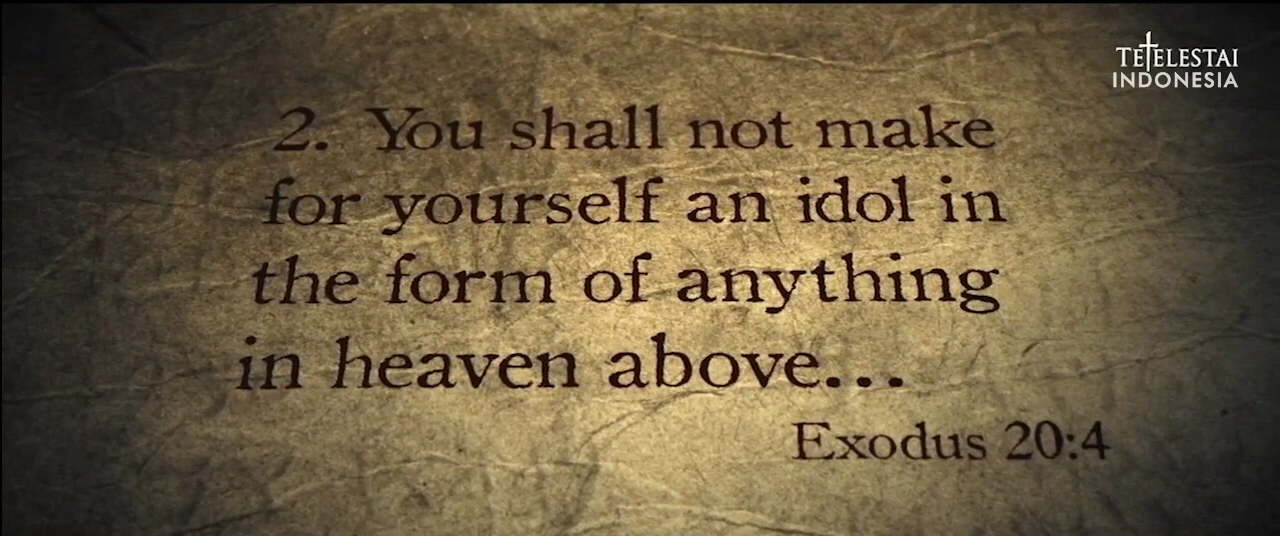 TETELESTAI
INDONESIA
2. You shall not make
for yourself an idol in
the form of anything
in heaven above...
Exodus 20:4